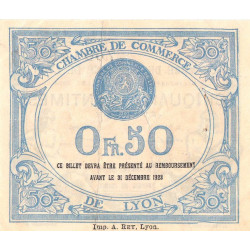 50c 50c
CHAMBRE DE COMMERCE
0 FR. 50
CE BILLET DEVRA ÊTRE PRÉSENTÉ AU REMBOURSEMENT
AVANT LE 31 DÉCEMBRE 1923
50c 50c
DE LYON
Imp. A. REY, Lyon.